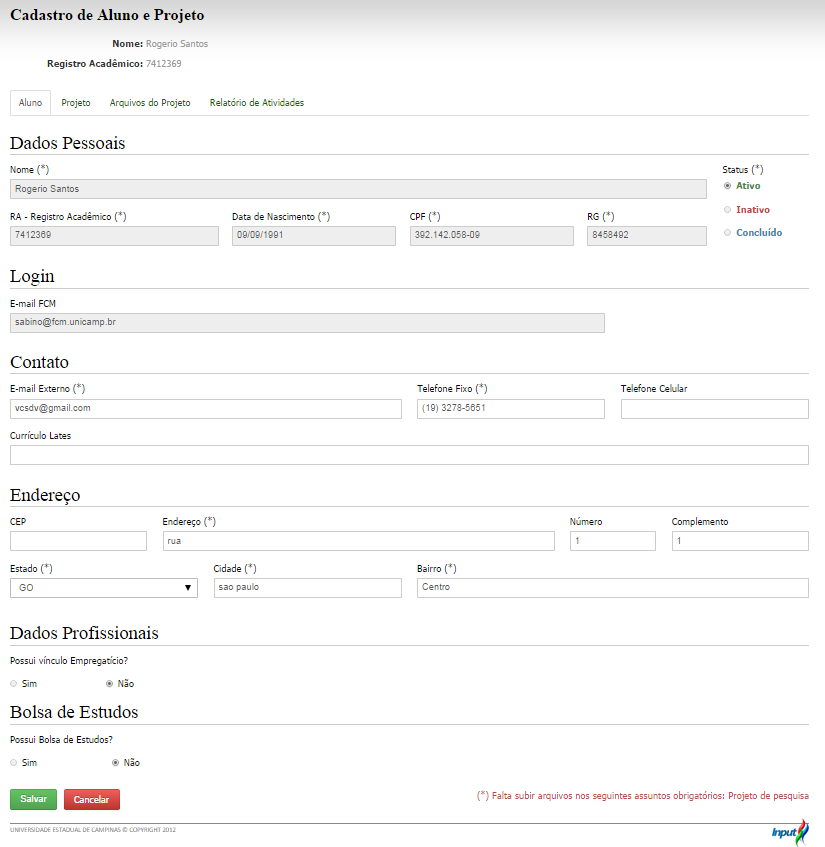 Cadastro de Aluno e Projeto
Nome: Rogerio Santos
Registro Acadêmico: 7412369
Aluno Projeto Arquivos do Projeto Relatório de Atividades
Dados Pessoais
Nome (*) Status (*)
Rogerio Santos Ativo
Inativo
RA - Registro Acadêmico (*) Data de Nascimento (*) CPF (*) RG (*)
7412369 09/09/1991 392.142.058-09 8458492 Concluído
Login
E-mail FCM
sabino@fcm.unicamp.br
Contato
E-mail Externo (*) Telefone Fixo (*) Telefone Celular
vcsdv@gmail.com (19) 3278-5651
Currículo Lates
Endereço
CEP Endereço (*) Número Complemento
rua 1 1
Estado (*) Cidade (*) Bairro (*)
GO sao paulo Centro
Dados Profissionais
Possui vínculo Empregatício?
Sim Não
Bolsa de Estudos
Possui Bolsa de Estudos?
Sim Não
Salvar Cancelar (*) Falta subir arquivos nos seguintes assuntos obrigatórios: Projeto de pesquisa
UNIVERSIDADE ESTADUAL DE CAMPINAS © COPYRIGHT 2012
Input